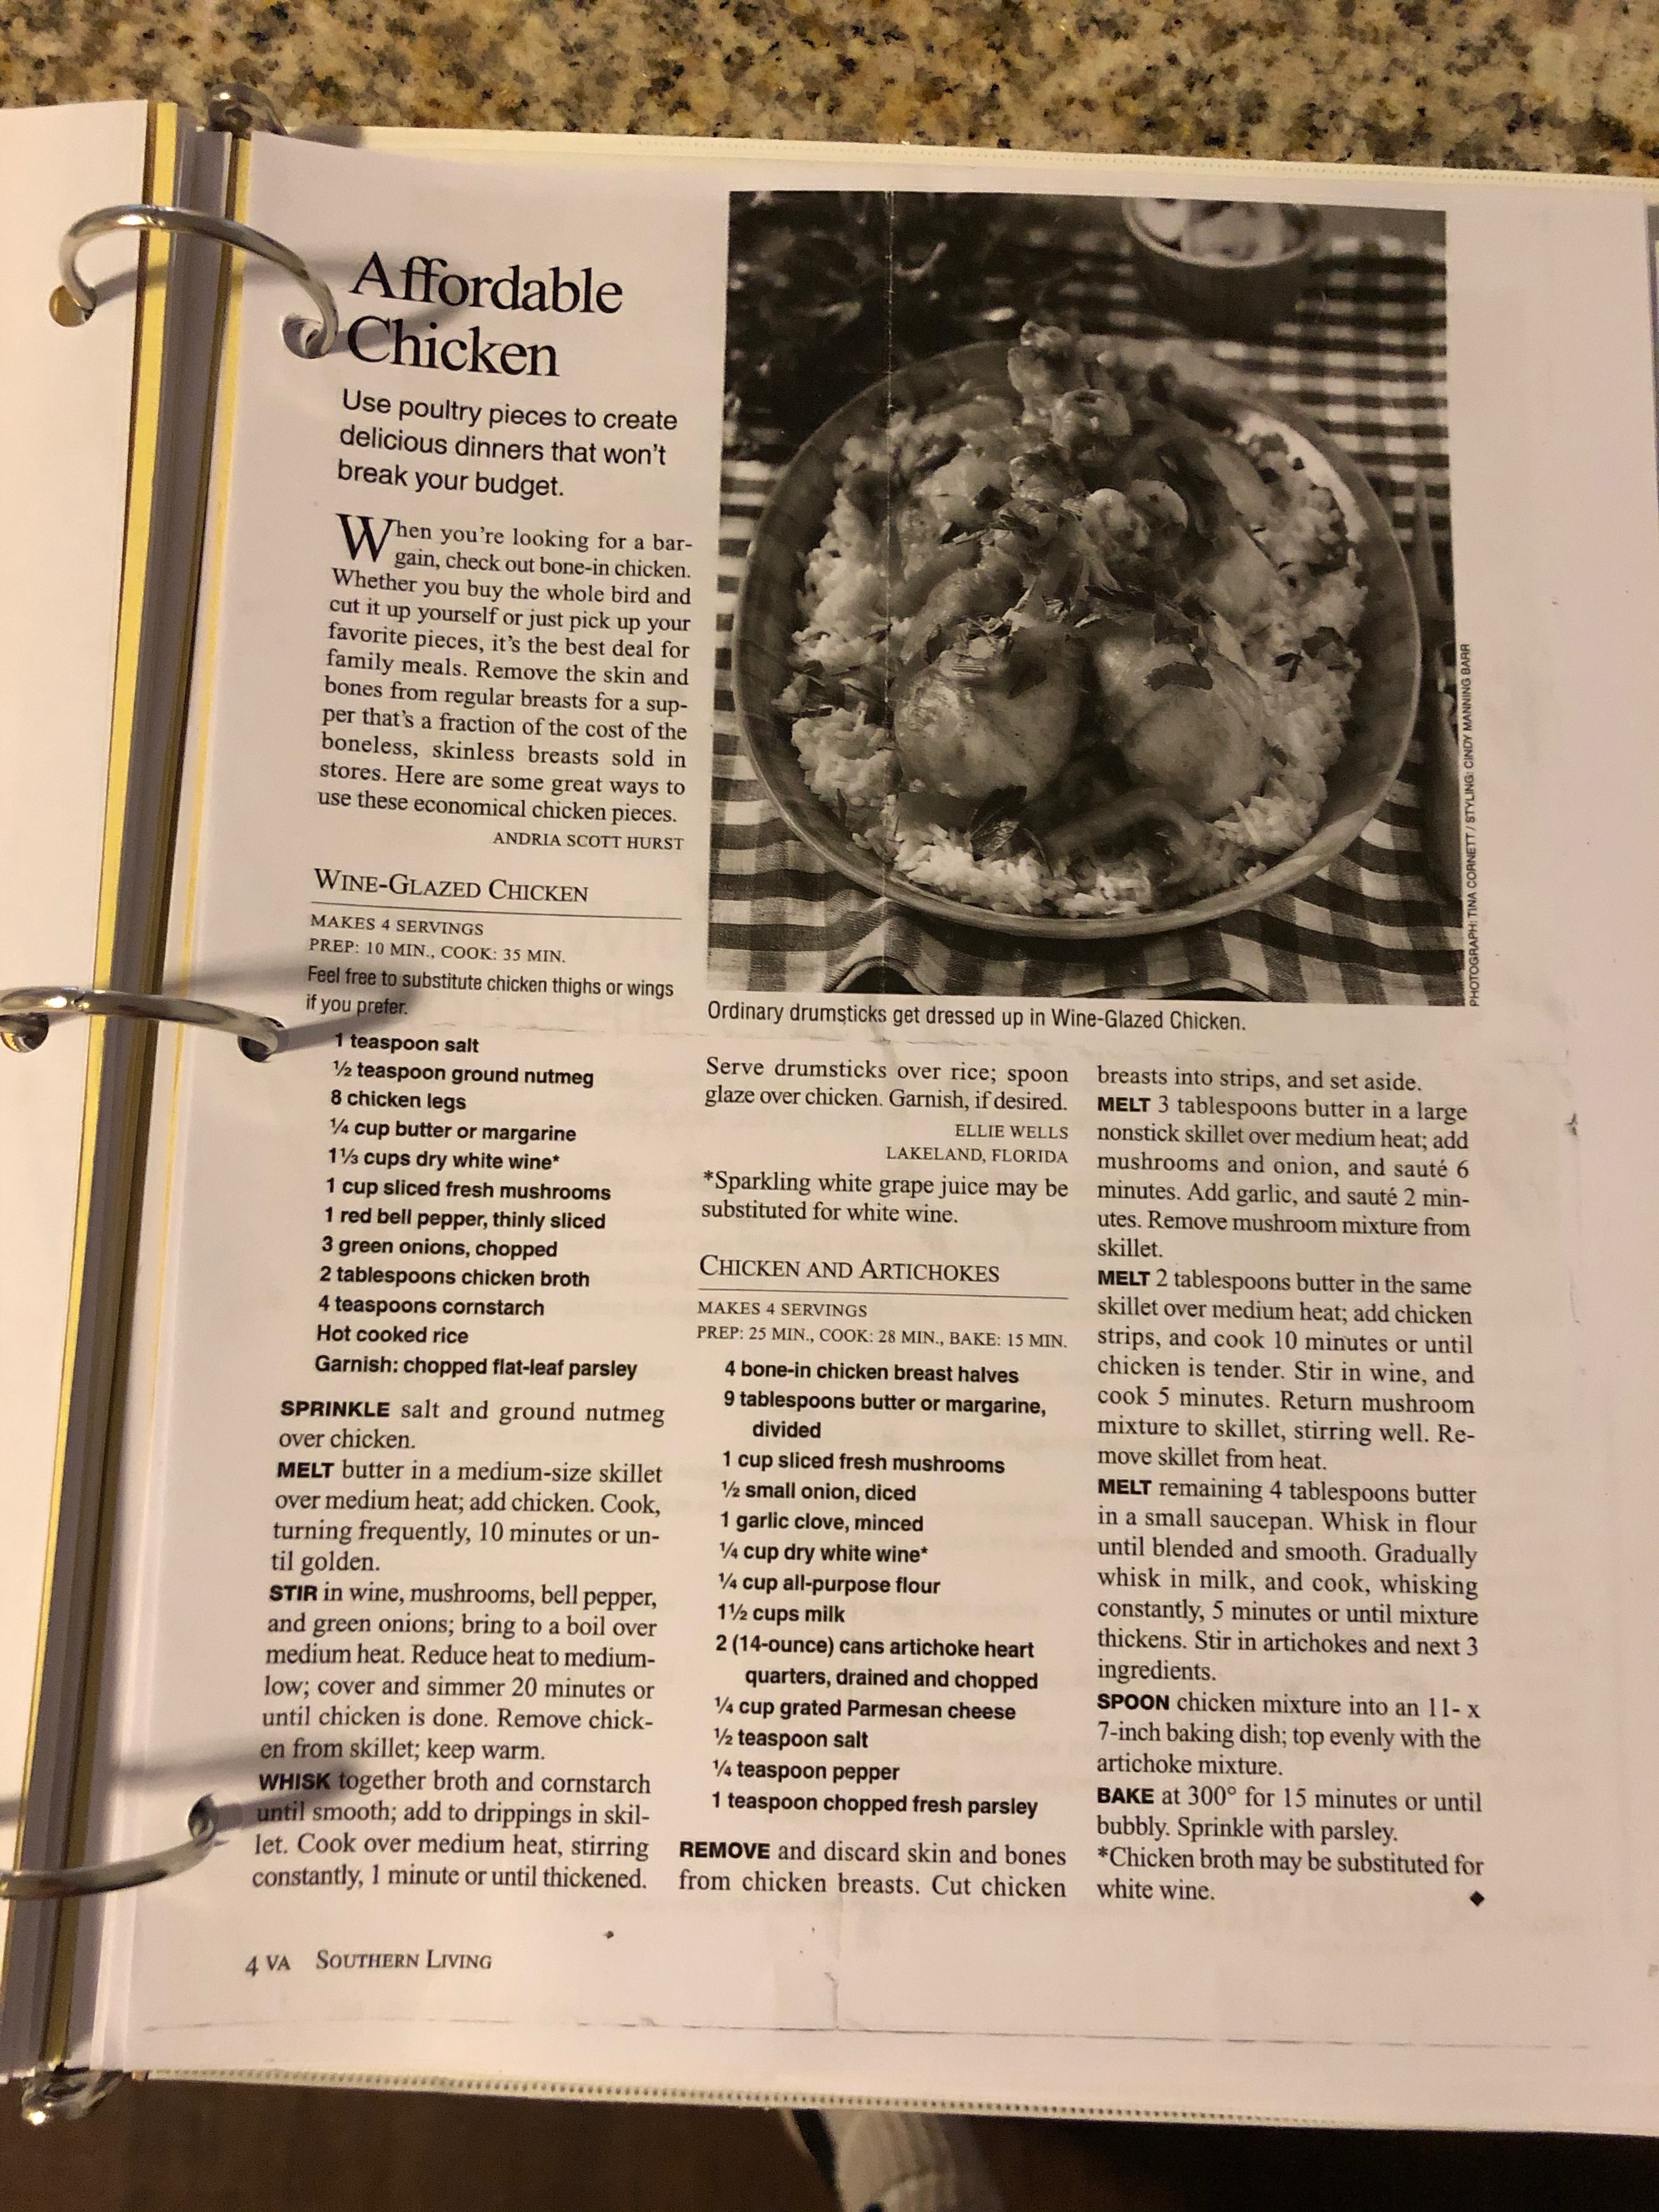 Affordable
Chicken
Use poultry pieces to create
delicious dinners that won't
break your budget.
When you're looking for a bar-
gain, check out bone-in chicken.
Whether you buy the whole bird and
cut it up yourself or just pick up your
favorite pieces, it's the best deal for
family meals. Remove the skin and
bones from regular breasts for a sup-
per that's a fraction of the cost of the
boneless, skinless breasts sold in
stores. Here are some great ways to
use these economical chicken pieces.
ANDRIA SCOTT HURST
WINE-GLAZED CHICKEN
MAKES 4 SERVINGS
PREP: 10 MIN., COOK: 35 MIN.
Feel free to substitute chicken thighs or wings
if you prefer.
1 teaspoon salt
½ teaspoon ground nutmeg
8 chicken legs
¼ cup butter or margarine
1⅓ cups dry white wine*
1 cup sliced fresh mushrooms
1 red bell pepper, thinly sliced
3 green onions, chopped
2 tablespoons chicken broth
4 teaspoons cornstarch
Hot cooked rice
Garnish: chopped flat-leaf parsley
SPRINKLE salt and ground nutmeg
over chicken.
MELT butter in a medium-size skillet
over medium heat; add chicken. Cook,
turning frequently, 10 minutes or un-
til golden.
STIR in wine, mushrooms, bell pepper,
and green onions; bring to a boil over
medium heat. Reduce heat to medium-
low; cover and simmer 20 minutes or
until chicken is done. Remove chick-
en from skillet; keep warm.
WHISK together broth and cornstarch
until smooth; add to drippings in skil-
let. Cook over medium heat, stirring
constantly, 1 minute or until thickened.
PHOTOGRAPH: TINA CORNETT / STYLING: CINDY MANNING BARR
Ordinary drumsticks get dressed up in Wine-Glazed Chicken.
Serve drumsticks over rice; spoon
glaze over chicken. Garnish, if desired.
ELLIE WELLS
LAKELAND, FLORIDA
*Sparkling white grape juice may be
substituted for white wine.
CHICKEN AND ARTICHOKES
MAKES 4 SERVINGS
PREP: 25 MIN., COOK: 28 MIN., BAKE: 15 MIN.
4 bone-in chicken breast halves
9 tablespoons butter or margarine,
divided
1 cup sliced fresh mushrooms
½ small onion, diced
1 garlic clove, minced
¼ cup dry white wine*
¼ cup all-purpose flour
1½ cups milk
2 (14-ounce) cans artichoke heart
quarters, drained and chopped
¼ cup grated Parmesan cheese
½ teaspoon salt
¼ teaspoon pepper
1 teaspoon chopped fresh parsley
REMOVE and discard skin and bones
from chicken breasts. Cut chicken
breasts into strips, and set aside.
MELT 3 tablespoons butter in a large
nonstick skillet over medium heat; add
mushrooms and onion, and sauté 6
minutes. Add garlic, and sauté 2 min-
utes. Remove mushroom mixture from
skillet.
MELT 2 tablespoons butter in the same
skillet over medium heat; add chicken
strips, and cook 10 minutes or until
chicken is tender. Stir in wine, and
cook 5 minutes. Return mushroom
mixture to skillet, stirring well. Re-
move skillet from heat.
MELT remaining 4 tablespoons butter
in a small saucepan. Whisk in flour
until blended and smooth. Gradually
whisk in milk, and cook, whisking
constantly, 5 minutes or until mixture
thickens. Stir in artichokes and next 3
ingredients.
SPOON chicken mixture into an 11- x
7-inch baking dish; top evenly with the
artichoke mixture.
BAKE at 300° for 15 minutes or until
bubbly. Sprinkle with parsley.
*Chicken broth may be substituted for
white wine.
4 VA SOUTHERN LIVING